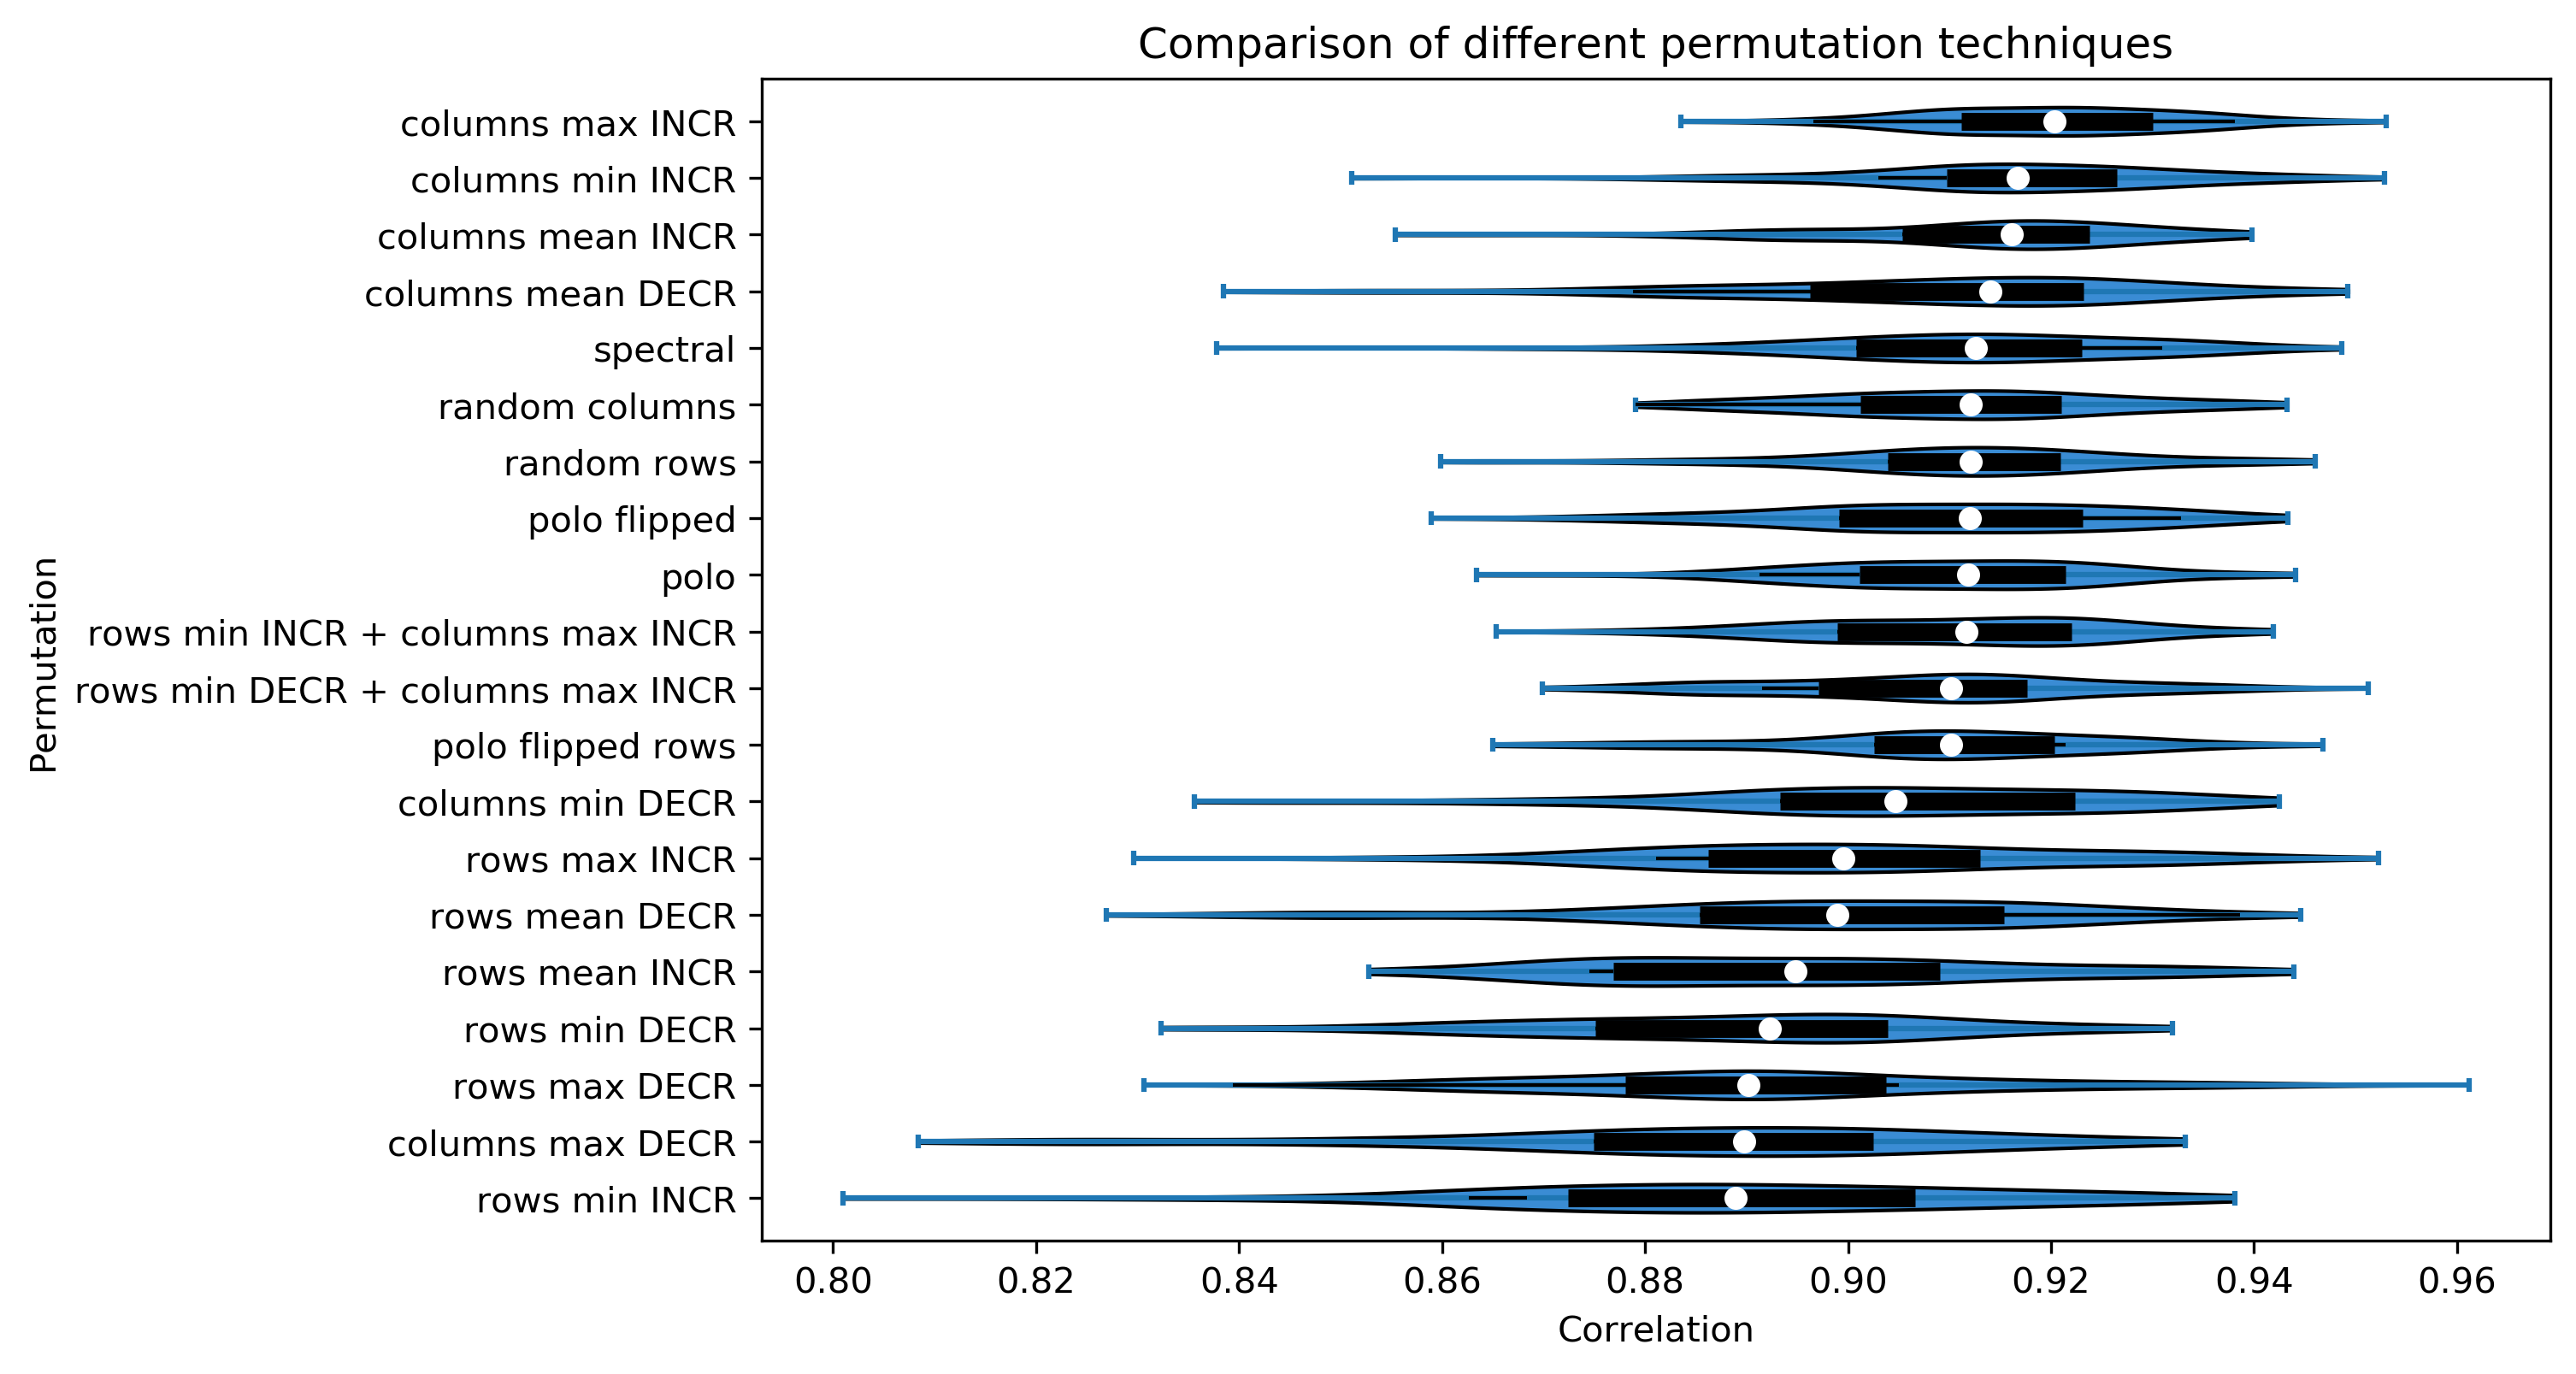 Comparison of different permutation techniques
Permutation
columns max INCR
columns min INCR
columns mean INCR
columns mean DECR
spectral
random columns
random rows
polo flipped
polo
rows min INCR + columns max INCR
rows min DECR + columns max INCR
polo flipped rows
columns min DECR
rows max INCR
rows mean DECR
rows mean INCR
rows min DECR
rows max DECR
columns max DECR
rows min INCR
0.80 0.82 0.84 0.86 0.88 0.90 0.92 0.94 0.96
Correlation